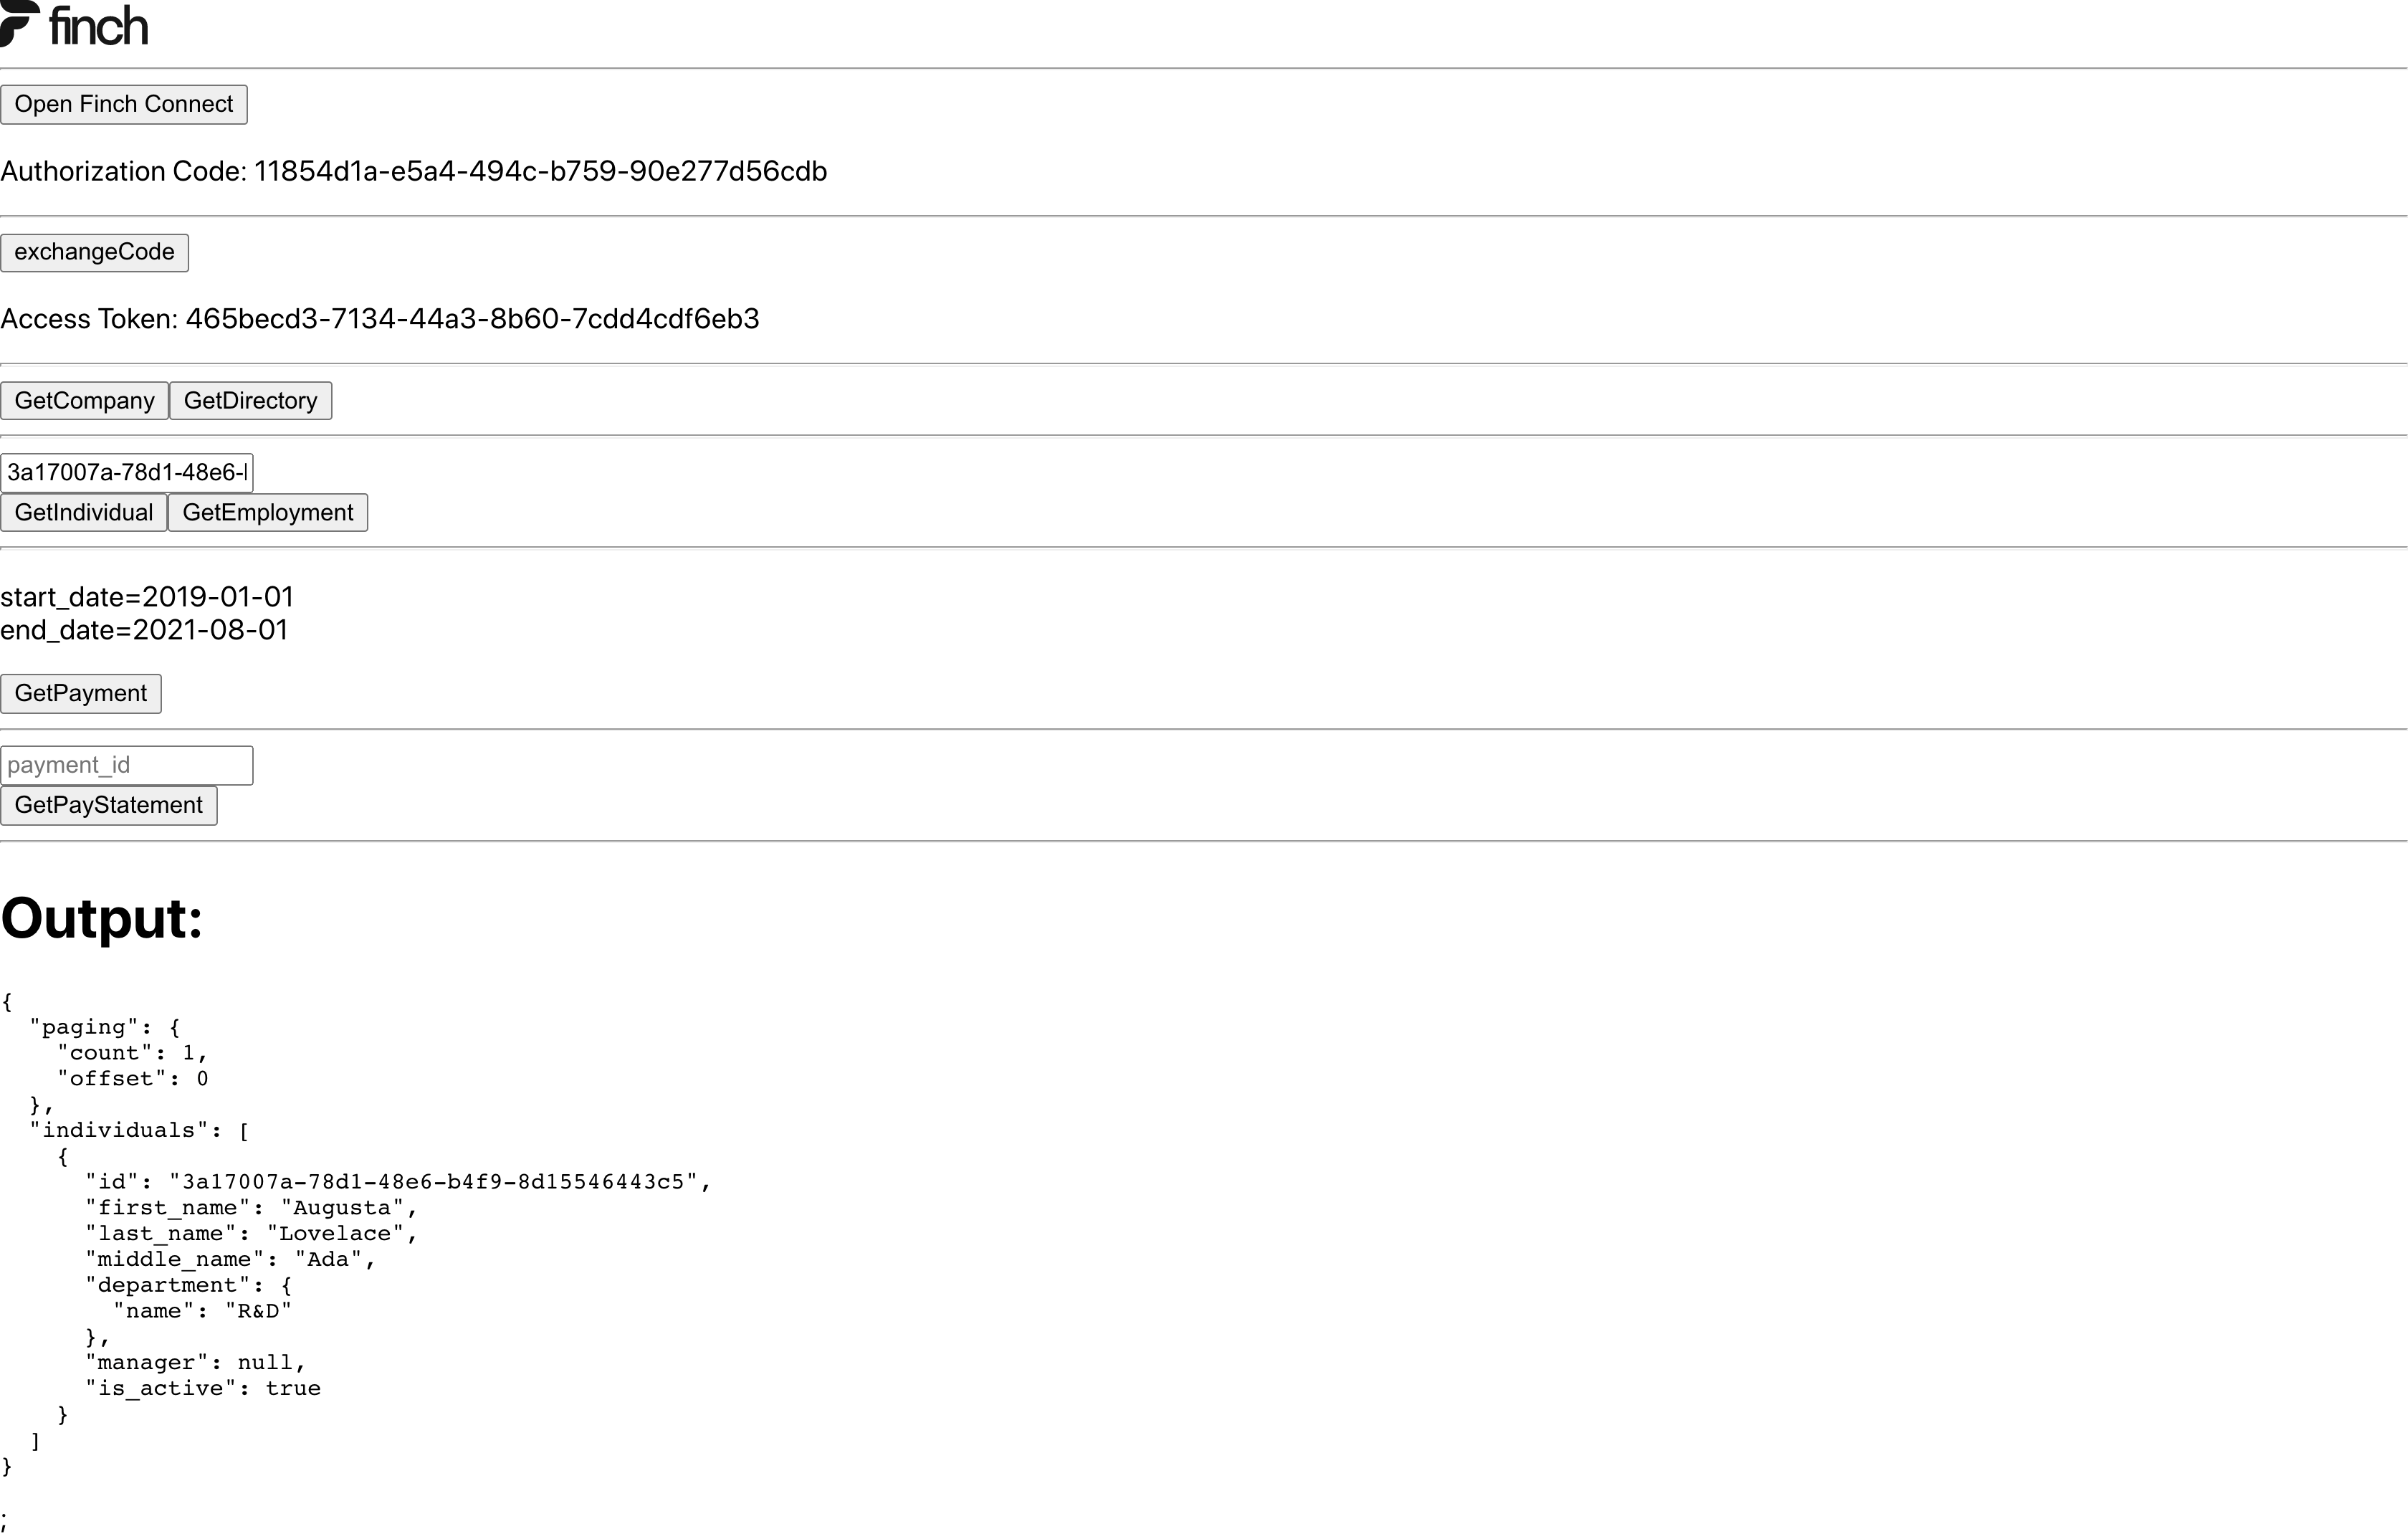 finch
Open Finch Connect
Authorization Code: 11854d1a-e5a4-494c-b759-90e277d56cdb
exchangeCode
Access Token: 465becd3-7134-44a3-8b60-7cdd4cdf6eb3
GetCompany GetDirectory
3a17007a-78d1-48e6-
GetIndividual GetEmployment
start_date=2019-01-01
end_date=2021-08-01
GetPayment
payment_id
GetPayStatement
Output:
{
  "paging": {
    "count": 1,
    "offset": 0
  },
  "individuals": [
    {
      "id": "3a17007a-78d1-48e6-b4f9-8d15546443c5",
      "first_name": "Augusta",
      "last_name": "Lovelace",
      "middle_name": "Ada",
      "department": {
        "name": "R&D"
      },
      "manager": null,
      "is_active": true
    }
  ]
}
;